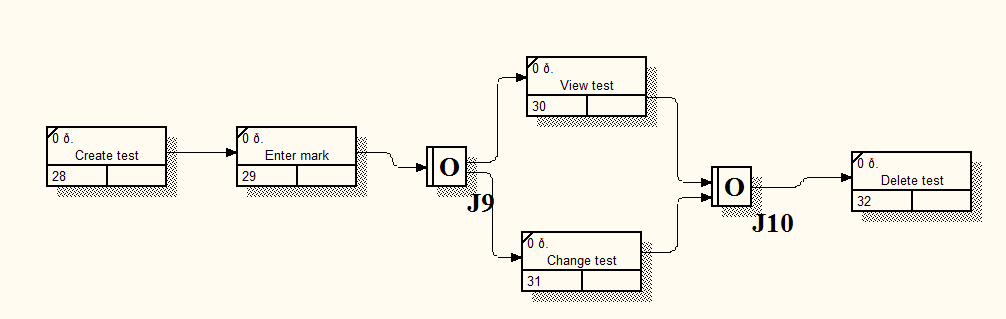 0 ð.
Create test
28
0 ð.
Enter mark
29
O
J9
0 ð.
View test
30
0 ð.
Change test
31
O
J10
0 ð.
Delete test
32